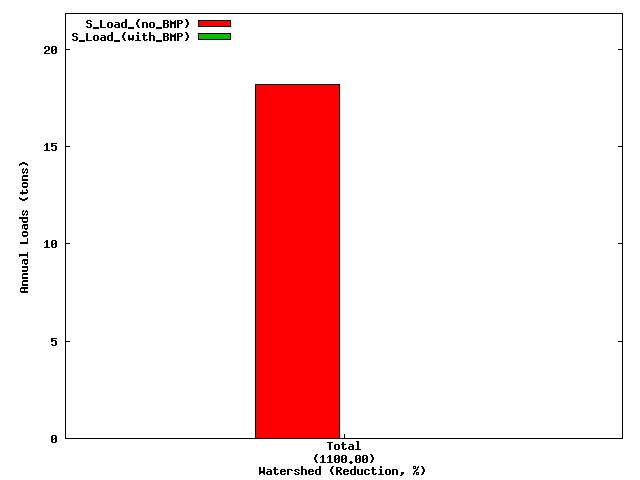 S_Load_(no_BMP)
S_Load_(with_BMP)
20
15
10
5
0
Annual Loads (tons)
Total
(1100.00)
Watershed (Reduction, %)